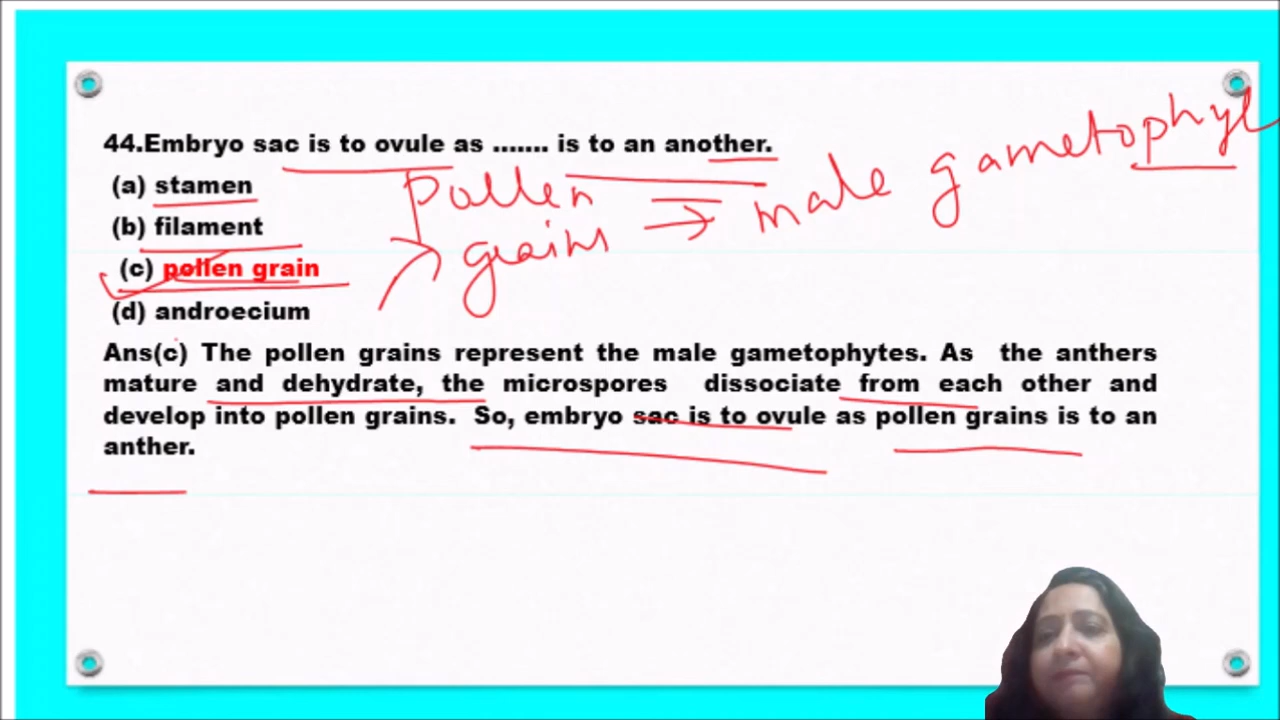 44.Embryo sac is to ovule as ....... is to an another.
(a) stamen
(b) filament
(c) pollen grain
(d) androecium
pollen
grains → male gametophyt
Ans(c) The pollen grains represent the male gametophytes. As the anthers
mature and dehydrate, the microspores dissociate from each other and
develop into pollen grains. So, embryo sac is to ovule as pollen grains is to an
anther.